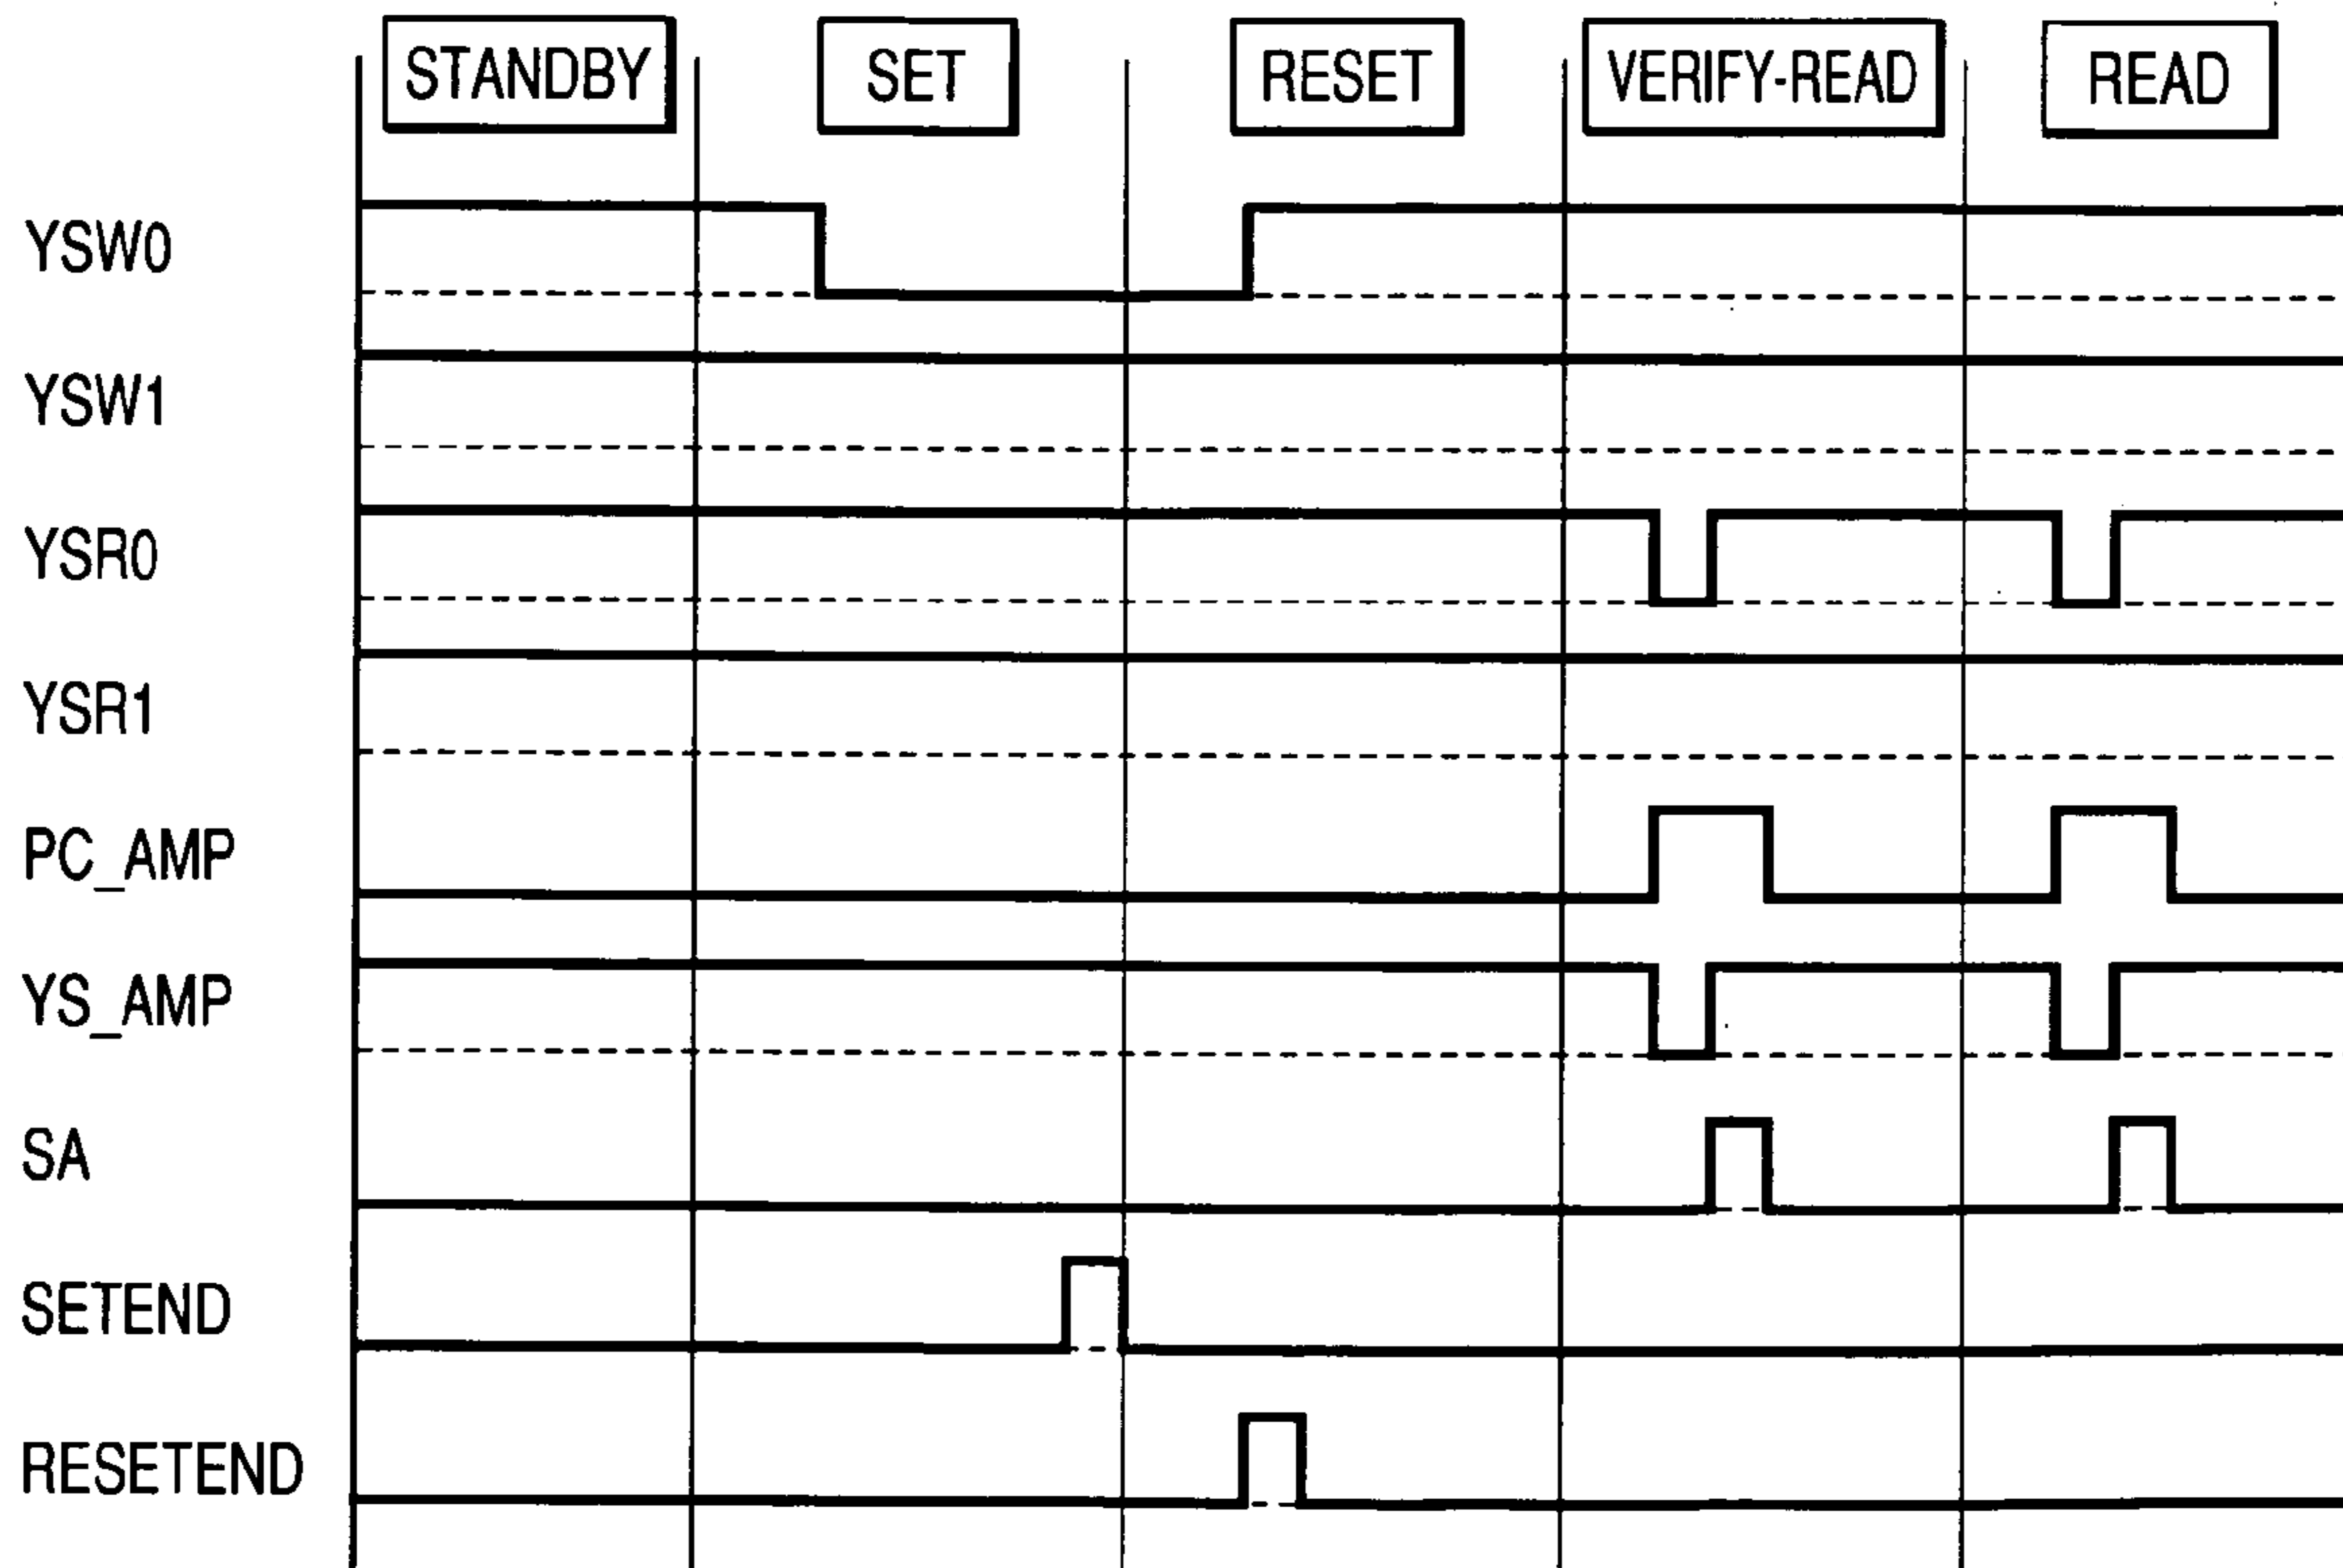 STANDBY SET RESET VERIFY-READ READ
YSW0
YSW1
YSR0
YSR1
PC_AMP
YS_AMP
SA
SETEND
RESETEND